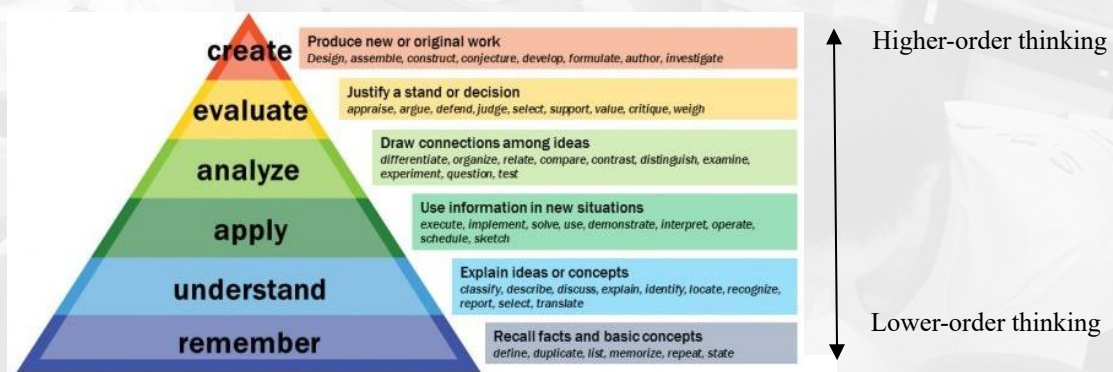 create
Produce new or original work
Design, assemble, construct, conjecture, develop, formulate, author, investigate
Higher-order thinking
evaluate
Justify a stand or decision
appraise, argue, defend, judge, select, support, value, critique, weigh
analyze
Draw connections among ideas
differentiate, organize, relate, compare, contrast, distinguish, examine,
experiment, question, test
apply
Use information in new situations
execute, implement, solve, use, demonstrate, interpret, operate,
schedule, sketch
understand
Explain ideas or concepts
classify, describe, discuss, explain, identify, locate, recognize,
report, select, translate
Lower-order thinking
remember
Recall facts and basic concepts
define, duplicate, list, memorize, repeat, state